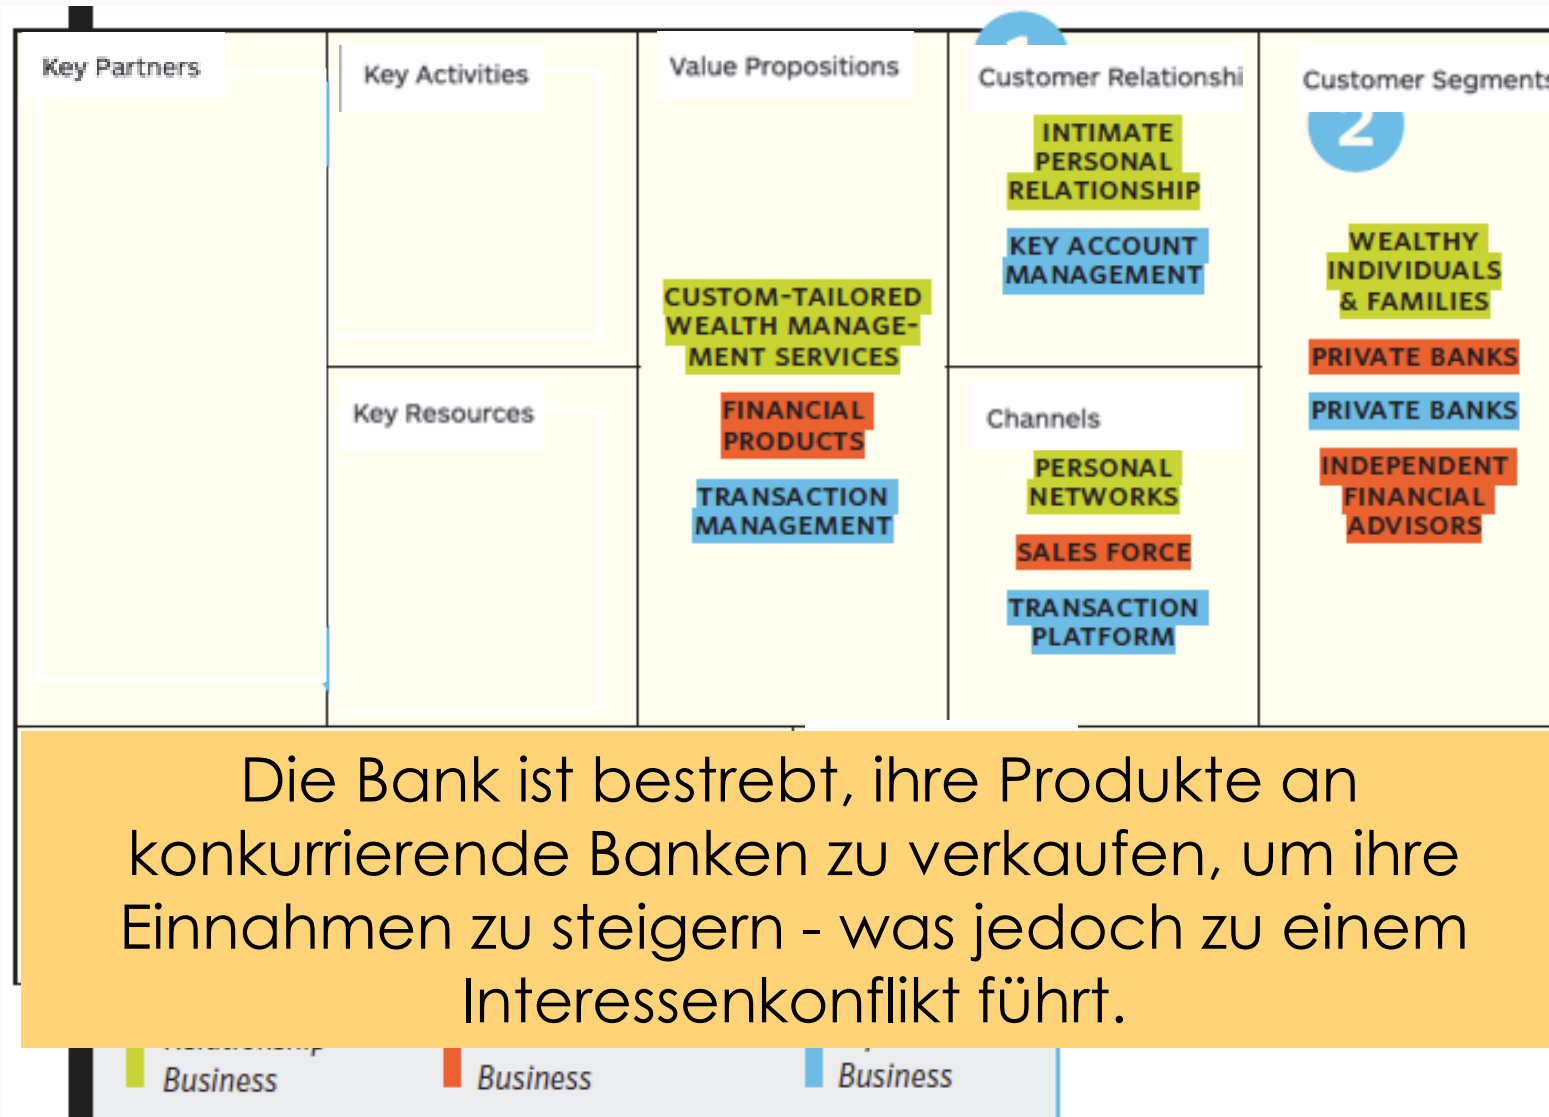 Key Partners
Key Activities
Key Resources
Value Propositions
CUSTOM-TAILORED
WEALTH MANAGE-
MENT SERVICES
FINANCIAL
PRODUCTS
TRANSACTION
MANAGEMENT
Customer Relationshi
INTIMATE
PERSONAL
RELATIONSHIP
KEY ACCOUNT
MANAGEMENT
Channels
PERSONAL
NETWORKS
SALES FORCE
TRANSACTION
PLATFORM
Customer Segments
2
WEALTHY
INDIVIDUALS
& FAMILIES
PRIVATE BANKS
PRIVATE BANKS
INDEPENDENT
FINANCIAL
ADVISORS
Die Bank ist bestrebt, ihre Produkte an
konkurrierende Banken zu verkaufen, um ihre
Einnahmen zu steigern - was jedoch zu einem
Interessenkonflikt führt.
Business
Business
Business